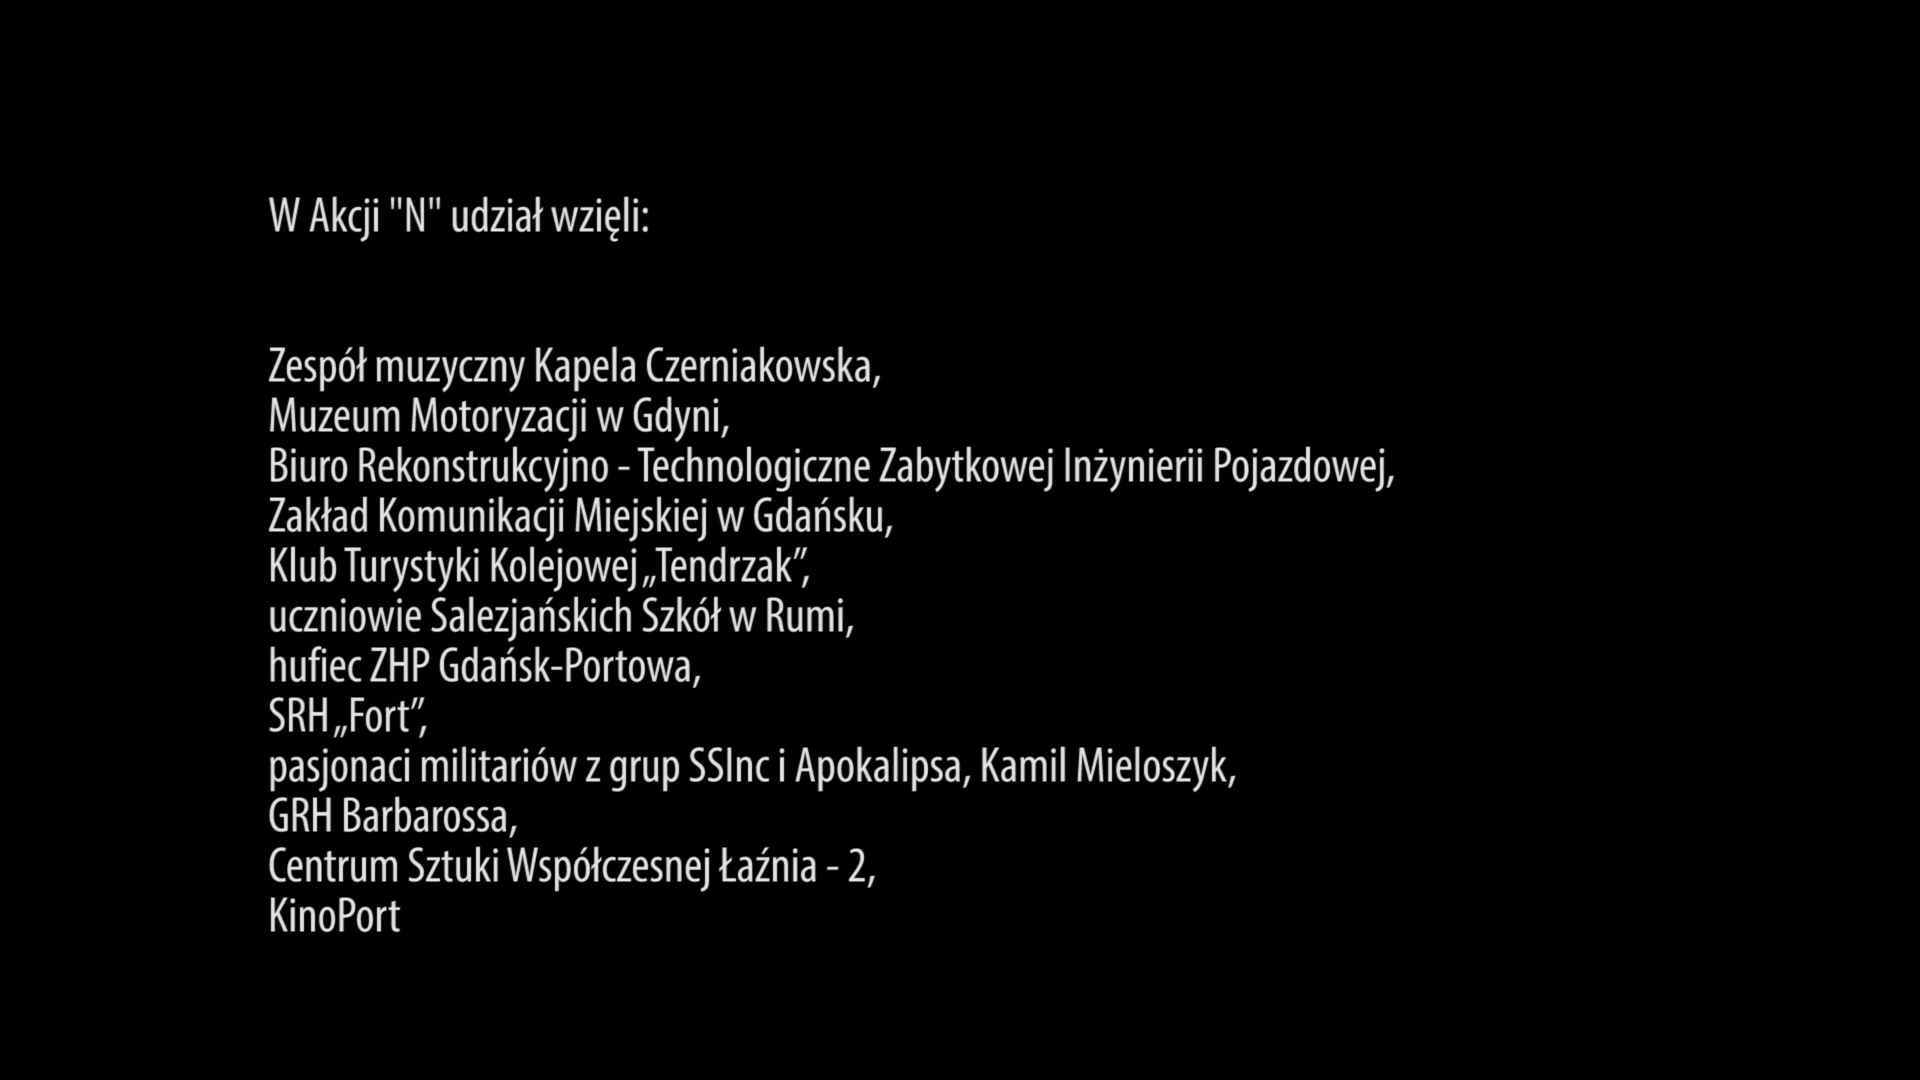 W Akcji "N" udział wzięli:
Zespół muzyczny Kapela Czerniakowska,
Muzeum Motoryzacji w Gdyni,
Biuro Rekonstrukcyjno - Technologiczne Zabytkowej Inżynierii Pojazdowej,
Zakład Komunikacji Miejskiej w Gdańsku,
Klub Turystyki Kolejowej „Tendrzak”,
uczniowie Salezjańskich Szkół w Rumi,
hufiec ZHP Gdańsk-Portowa,
SRH „Fort”,
pasjonaci militariów z grup SSInc i Apokalipsa, Kamil Mieloszyk,
GRH Barbarossa,
Centrum Sztuki Współczesnej Łaźnia - 2,
KinoPort